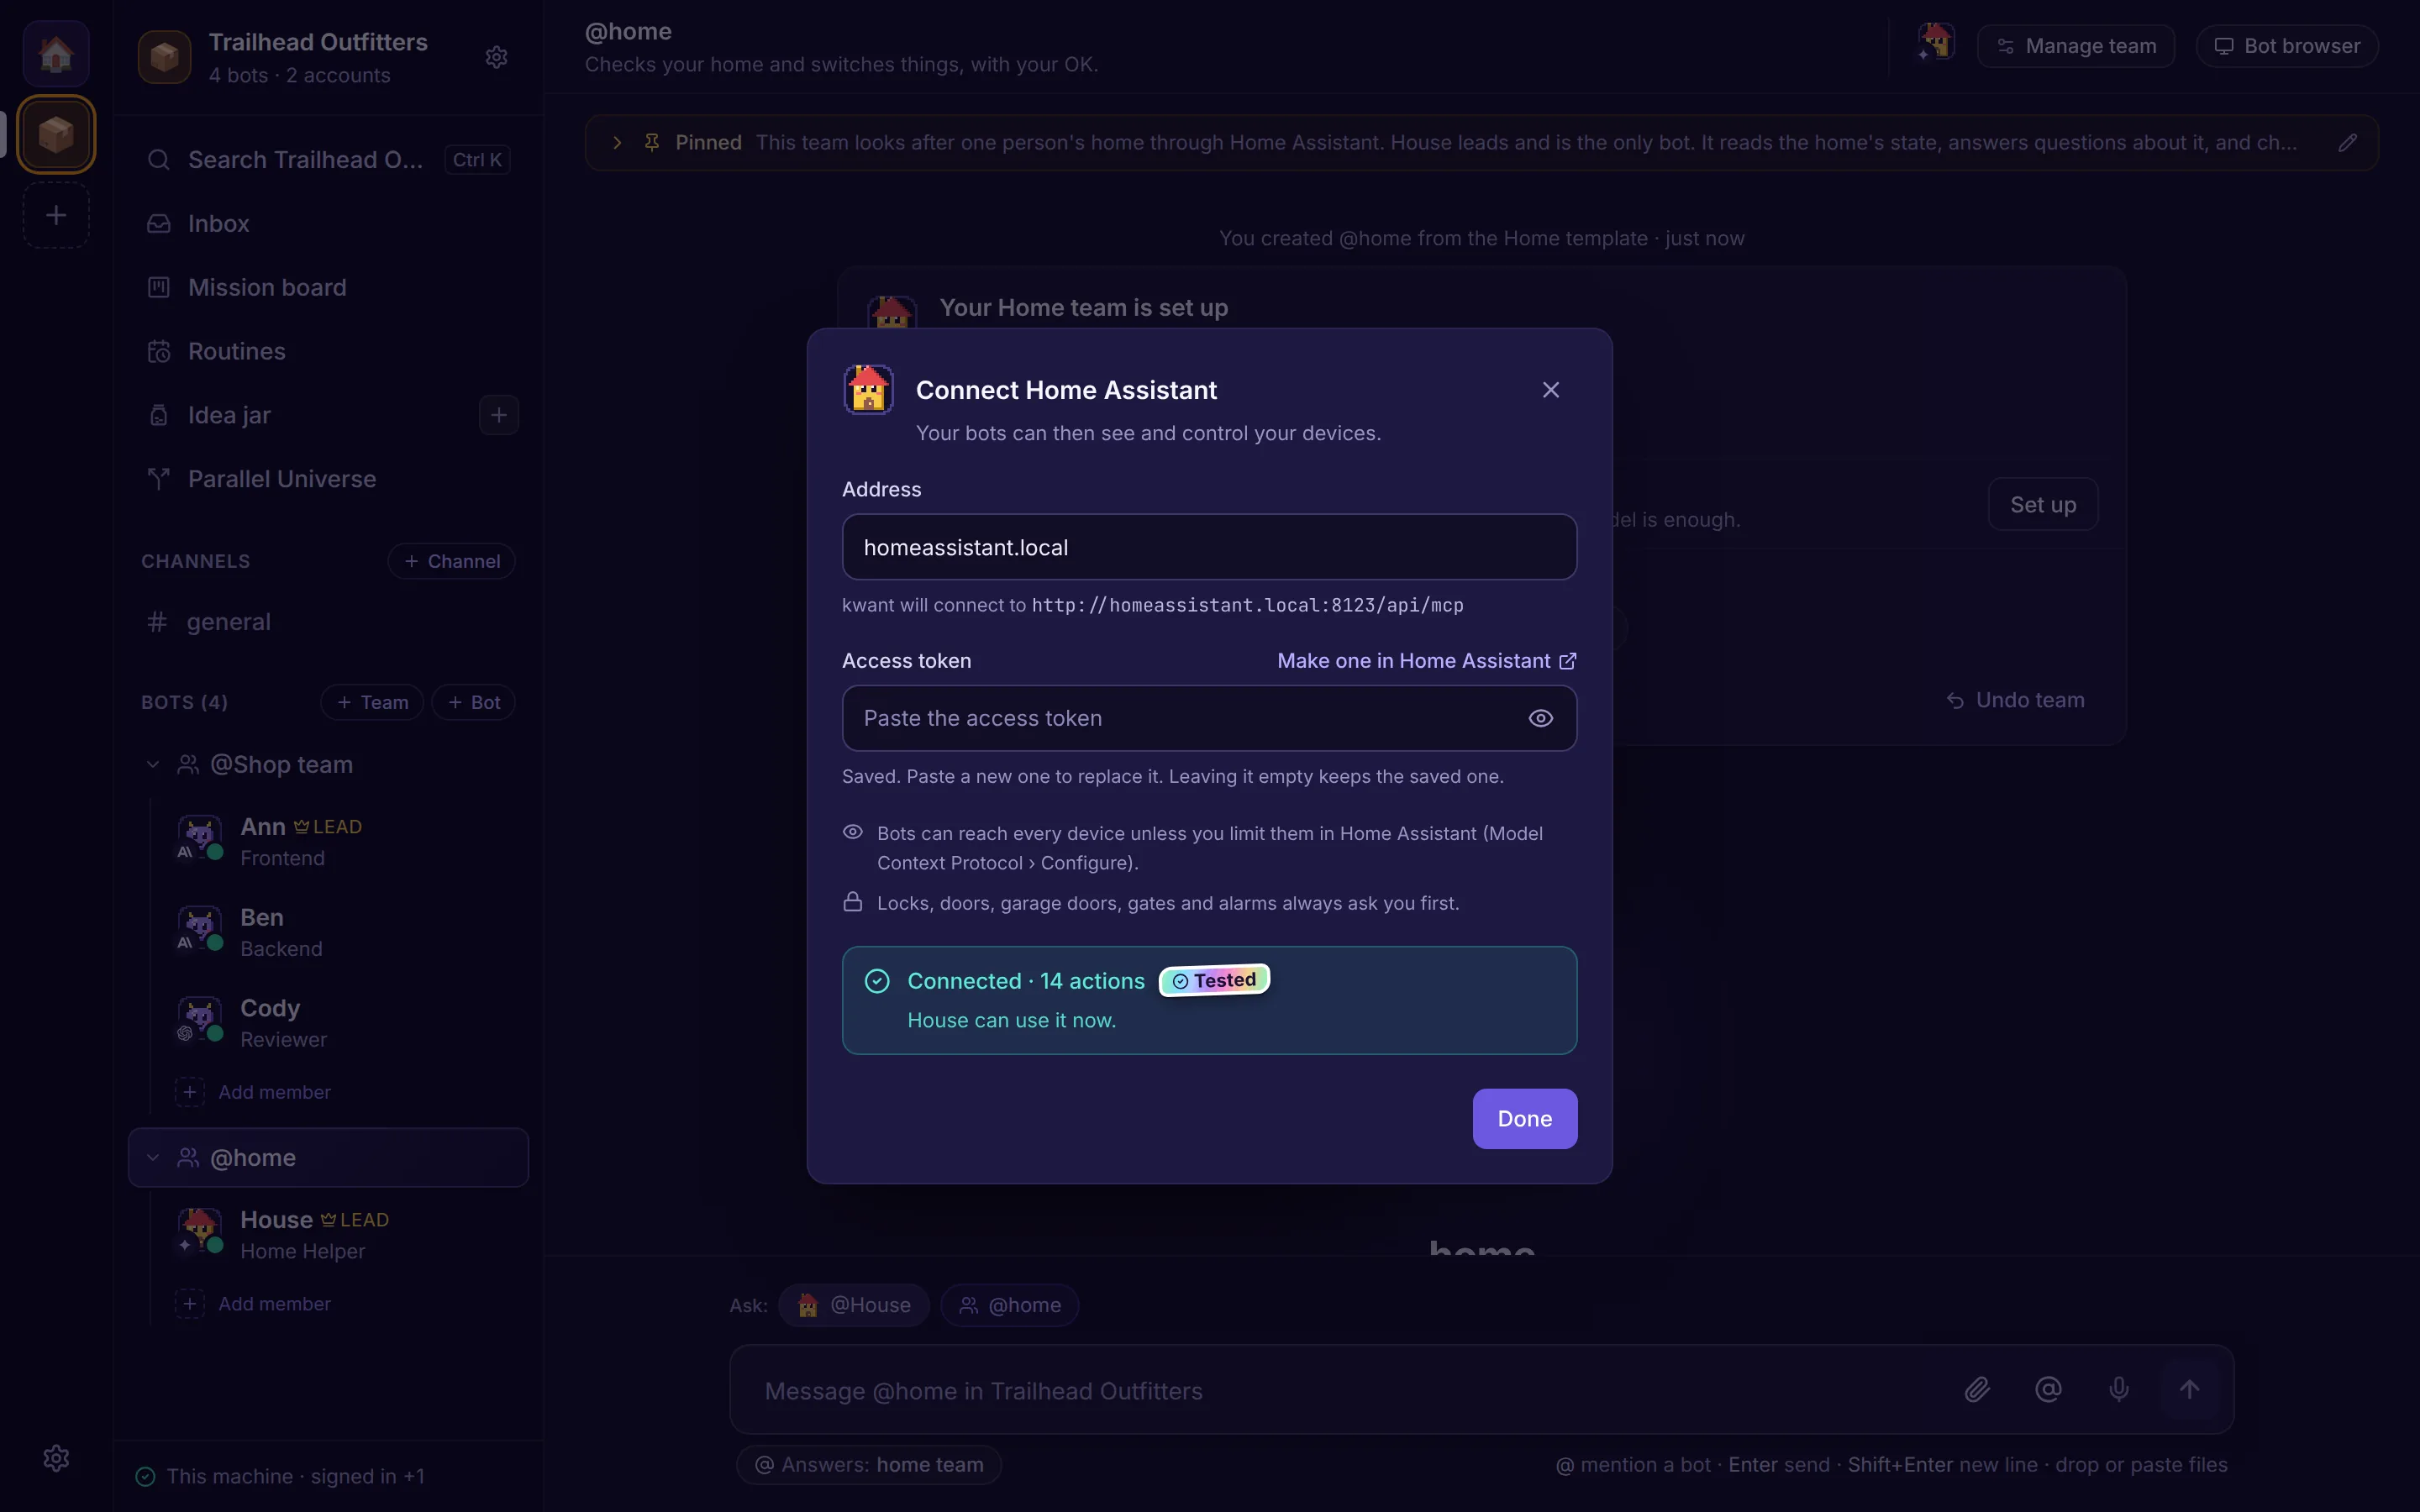 Trailhead Outfitters
4 bots · 2 accounts
Search Trailhead O... Ctrl K
Inbox
Mission board
Routines
Idea jar
Parallel Universe
CHANNELS
+ Channel
# general
BOTS (4)
+ Team
+ Bot
@Shop team
Ann LEAD
Frontend
Ben
Backend
Cody
Reviewer
+ Add member
@home
House LEAD
Home Helper
+ Add member
This machine · signed in +1
@home
Checks your home and switches things, with your OK.
Manage team
Bot browser
Pinned This team looks after one person's home through Home Assistant. House leads and is the only bot. It reads the home's state, answers questions about it, and ch...
You created @home from the Home template · just now
Your Home team is set up
is enough.
Set up
Undo team
Connect Home Assistant
Your bots can then see and control your devices.
Address
homeassistant.local
kwant will connect to http://homeassistant.local:8123/api/mcp
Access token
Make one in Home Assistant
Paste the access token
Saved. Paste a new one to replace it. Leaving it empty keeps the saved one.
Bots can reach every device unless you limit them in Home Assistant (Model
Context Protocol › Configure).
Locks, doors, garage doors, gates and alarms always ask you first.
Connected · 14 actions Tested
House can use it now.
Done
home
Ask: @House @home
Message @home in Trailhead Outfitters
@ Answers: home team
@ mention a bot · Enter send · Shift+Enter new line · drop or paste files